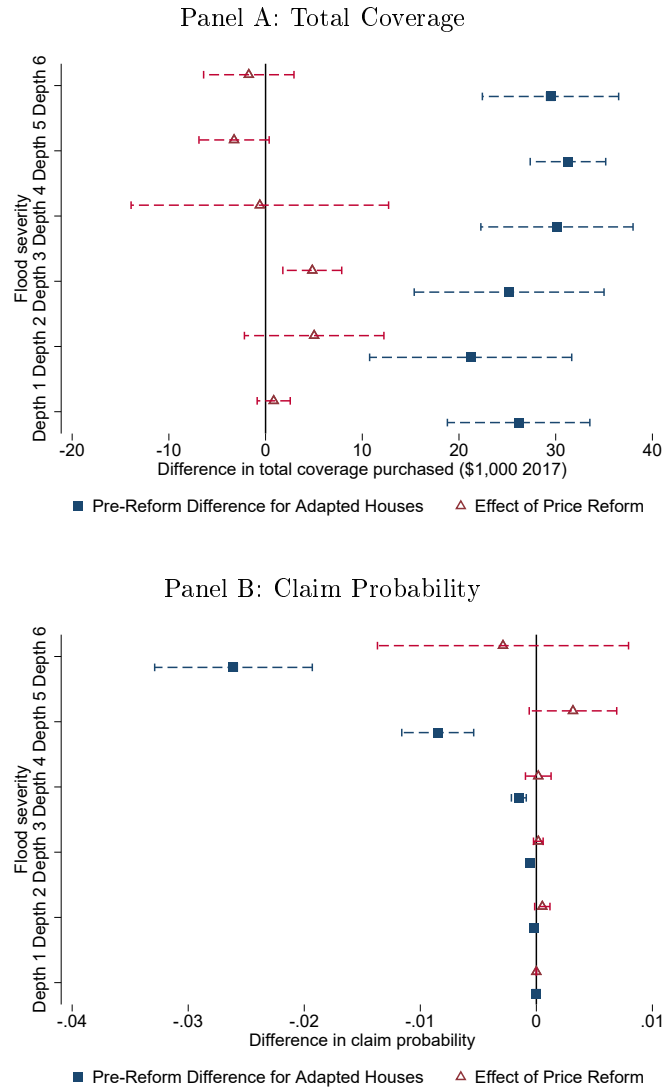 Panel A: Total Coverage
Flood severity
Depth 1 Depth 2 Depth 3 Depth 4 Depth 5 Depth 6
-20 -10 0 10 20 30 40
Difference in total coverage purchased ($1,000 2017)
Pre-Reform Difference for Adapted Houses Effect of Price Reform
Panel B: Claim Probability
Flood severity
Depth 1 Depth 2 Depth 3 Depth 4 Depth 5 Depth 6
-.04 -.03 -.02 -.01 0 .01
Difference in claim probability
Pre-Reform Difference for Adapted Houses Effect of Price Reform